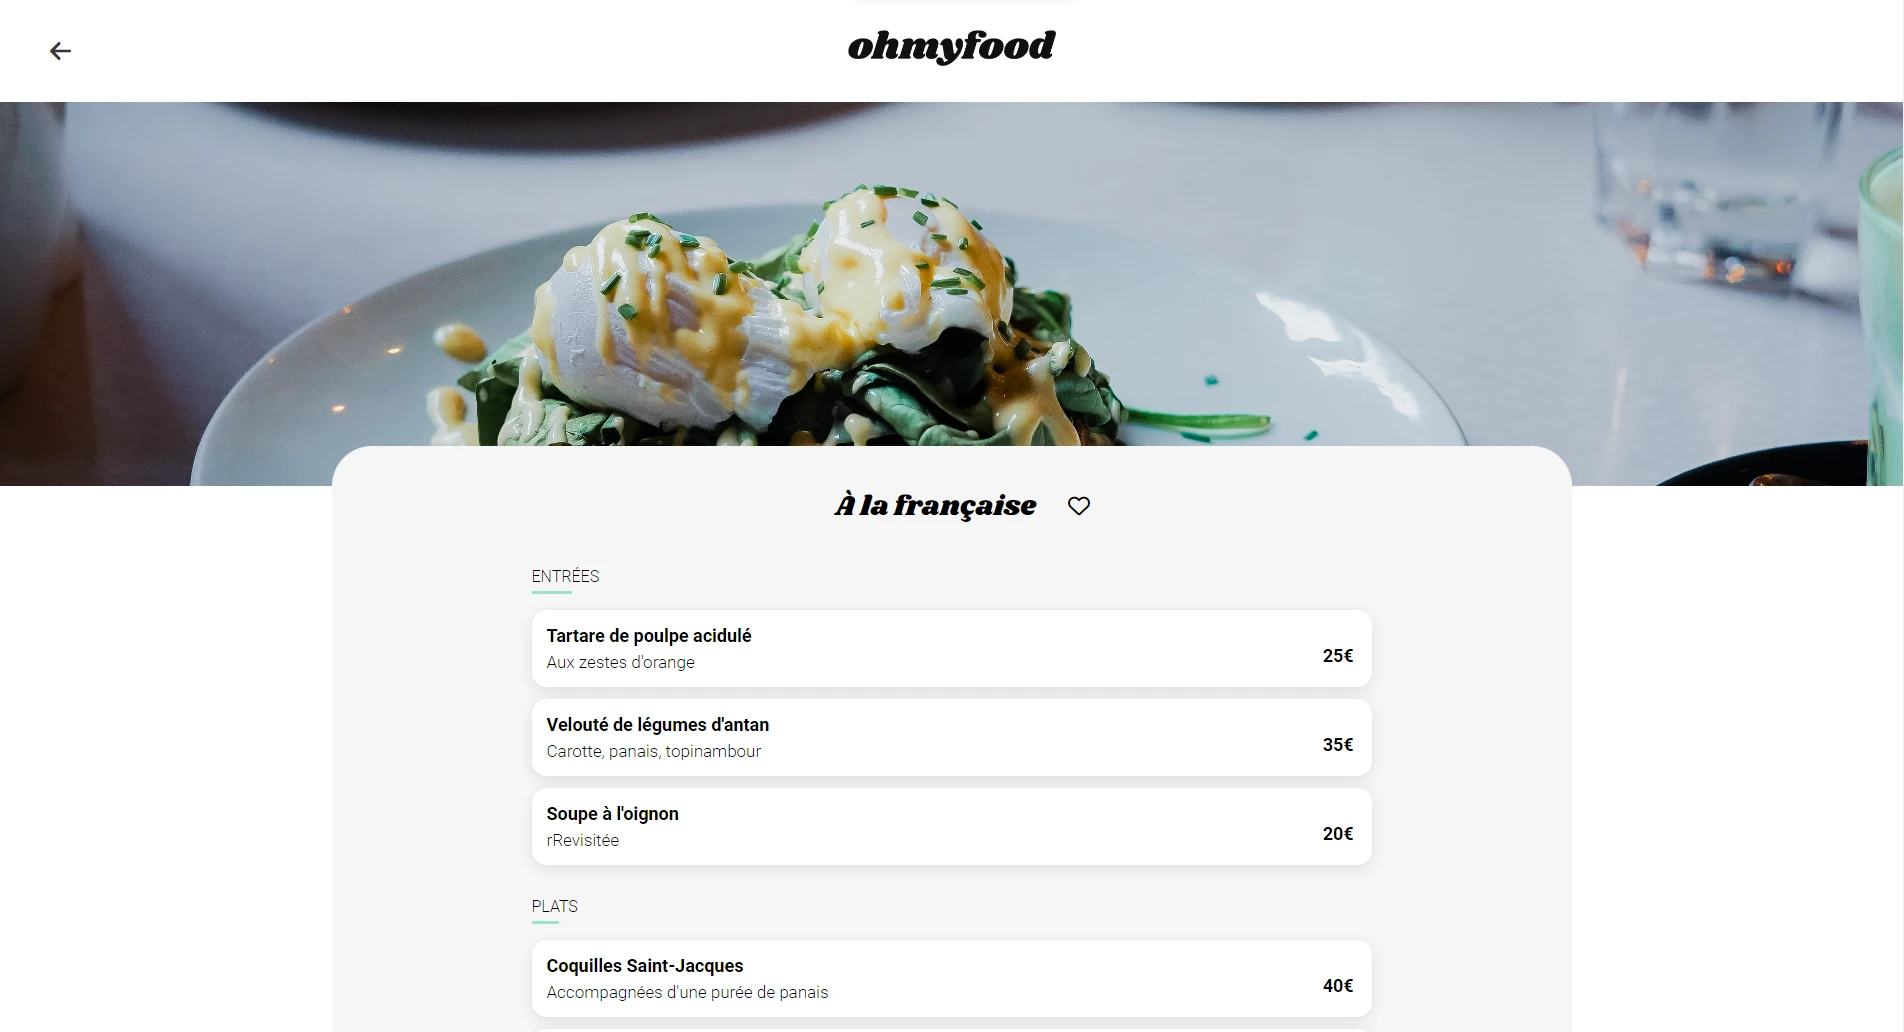 ohmyfood
À la française
ENTRÉES
Tartare de poulpe acidulé
Aux zestes d'orange
25€
Velouté de légumes d'antan
Carotte, panais, topinambour
35€
Soupe à l'oignon
rRevisitée
20€
PLATS
Coquilles Saint-Jacques
Accompagnées d'une purée de panais
40€